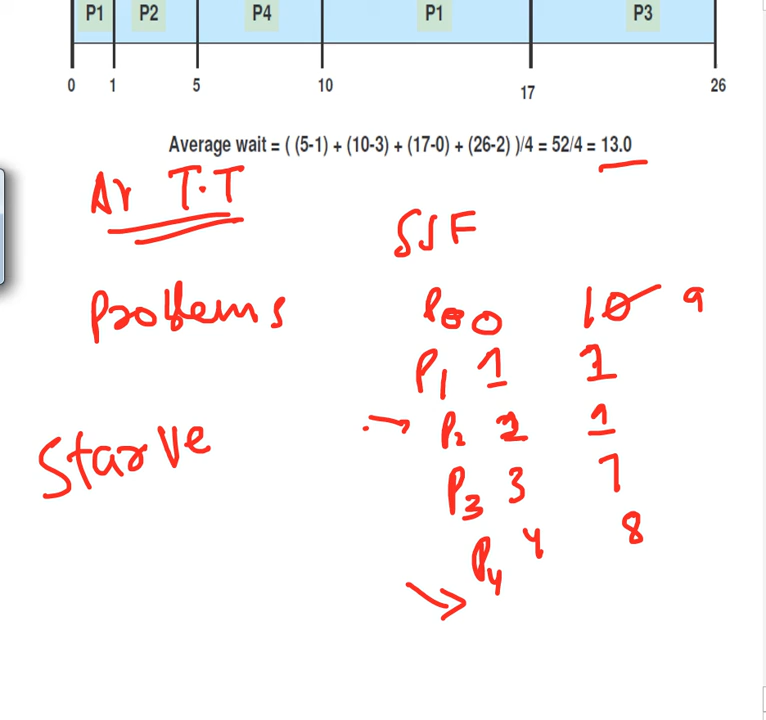 P1 P2 P4 P1 P3
0 1 5 10 17 26
Average wait = ( (5-1) + (10-3) + (17-0) + (26-2) )/4 = 52/4 = 13.0
Ar T.T
SJF
Problems
P0 0 10 9
P1 1 1
P2 2 1
Starve
P3 3 7
P4 4 8